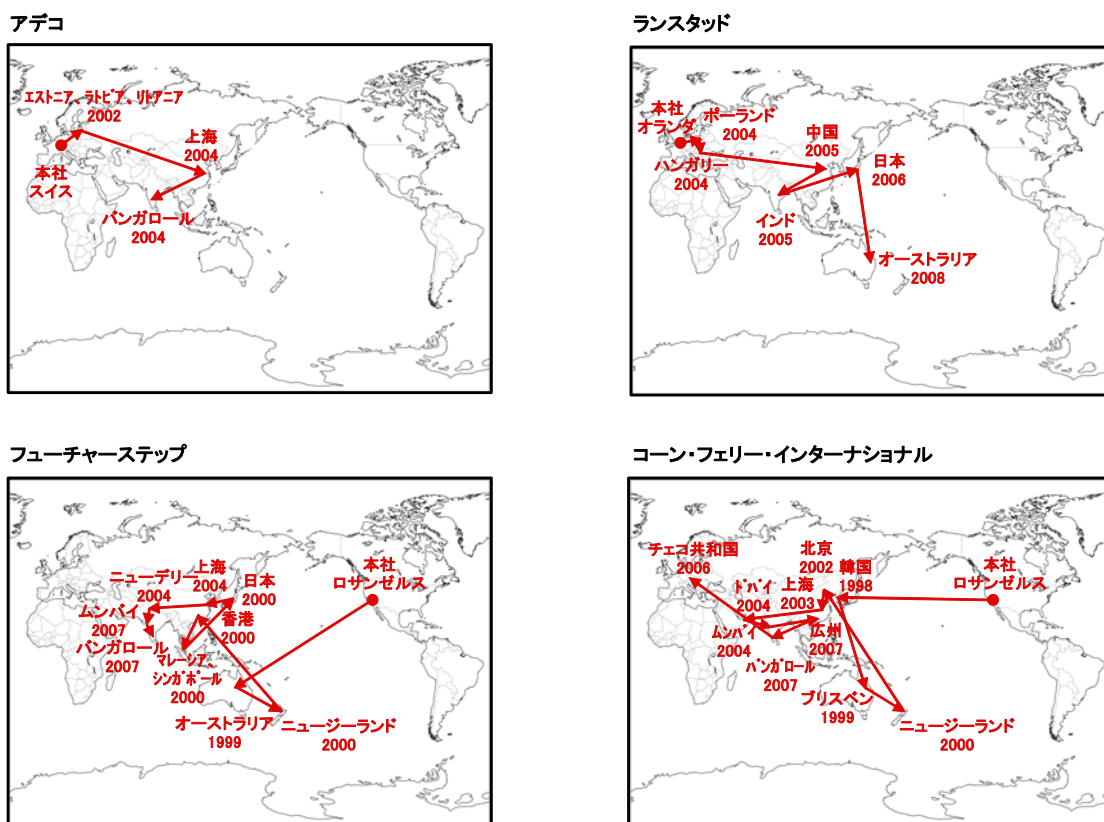 アデコ
エストニア、ラトビア、リトアニア
2002
上海
2004
本社
スイス
バンガロール
2004
ランスタッド
本社
オランダ
ポーランド
2004
中国
2005
ハンガリー
2004
日本
2006
インド
2005
オーストラリア
2008
フューチャーステップ
本社
ロサンゼルス
上海
2004
日本
2000
ニューデリー
2004
ムンバイ
2007
香港
2000
バンガロール
2007
マレーシア、
シンガポール
2000
オーストラリア
1999
ニュージーランド
2000
コーン・フェリー・インターナショナル
チェコ共和国
2006
北京
2002
韓国
1998
本社
ロサンゼルス
ドバイ
2004
上海
2003
ムンバイ
2004
広州
2007
バンガロール
2007
ブリスベン
1999
ニュージーランド
2000